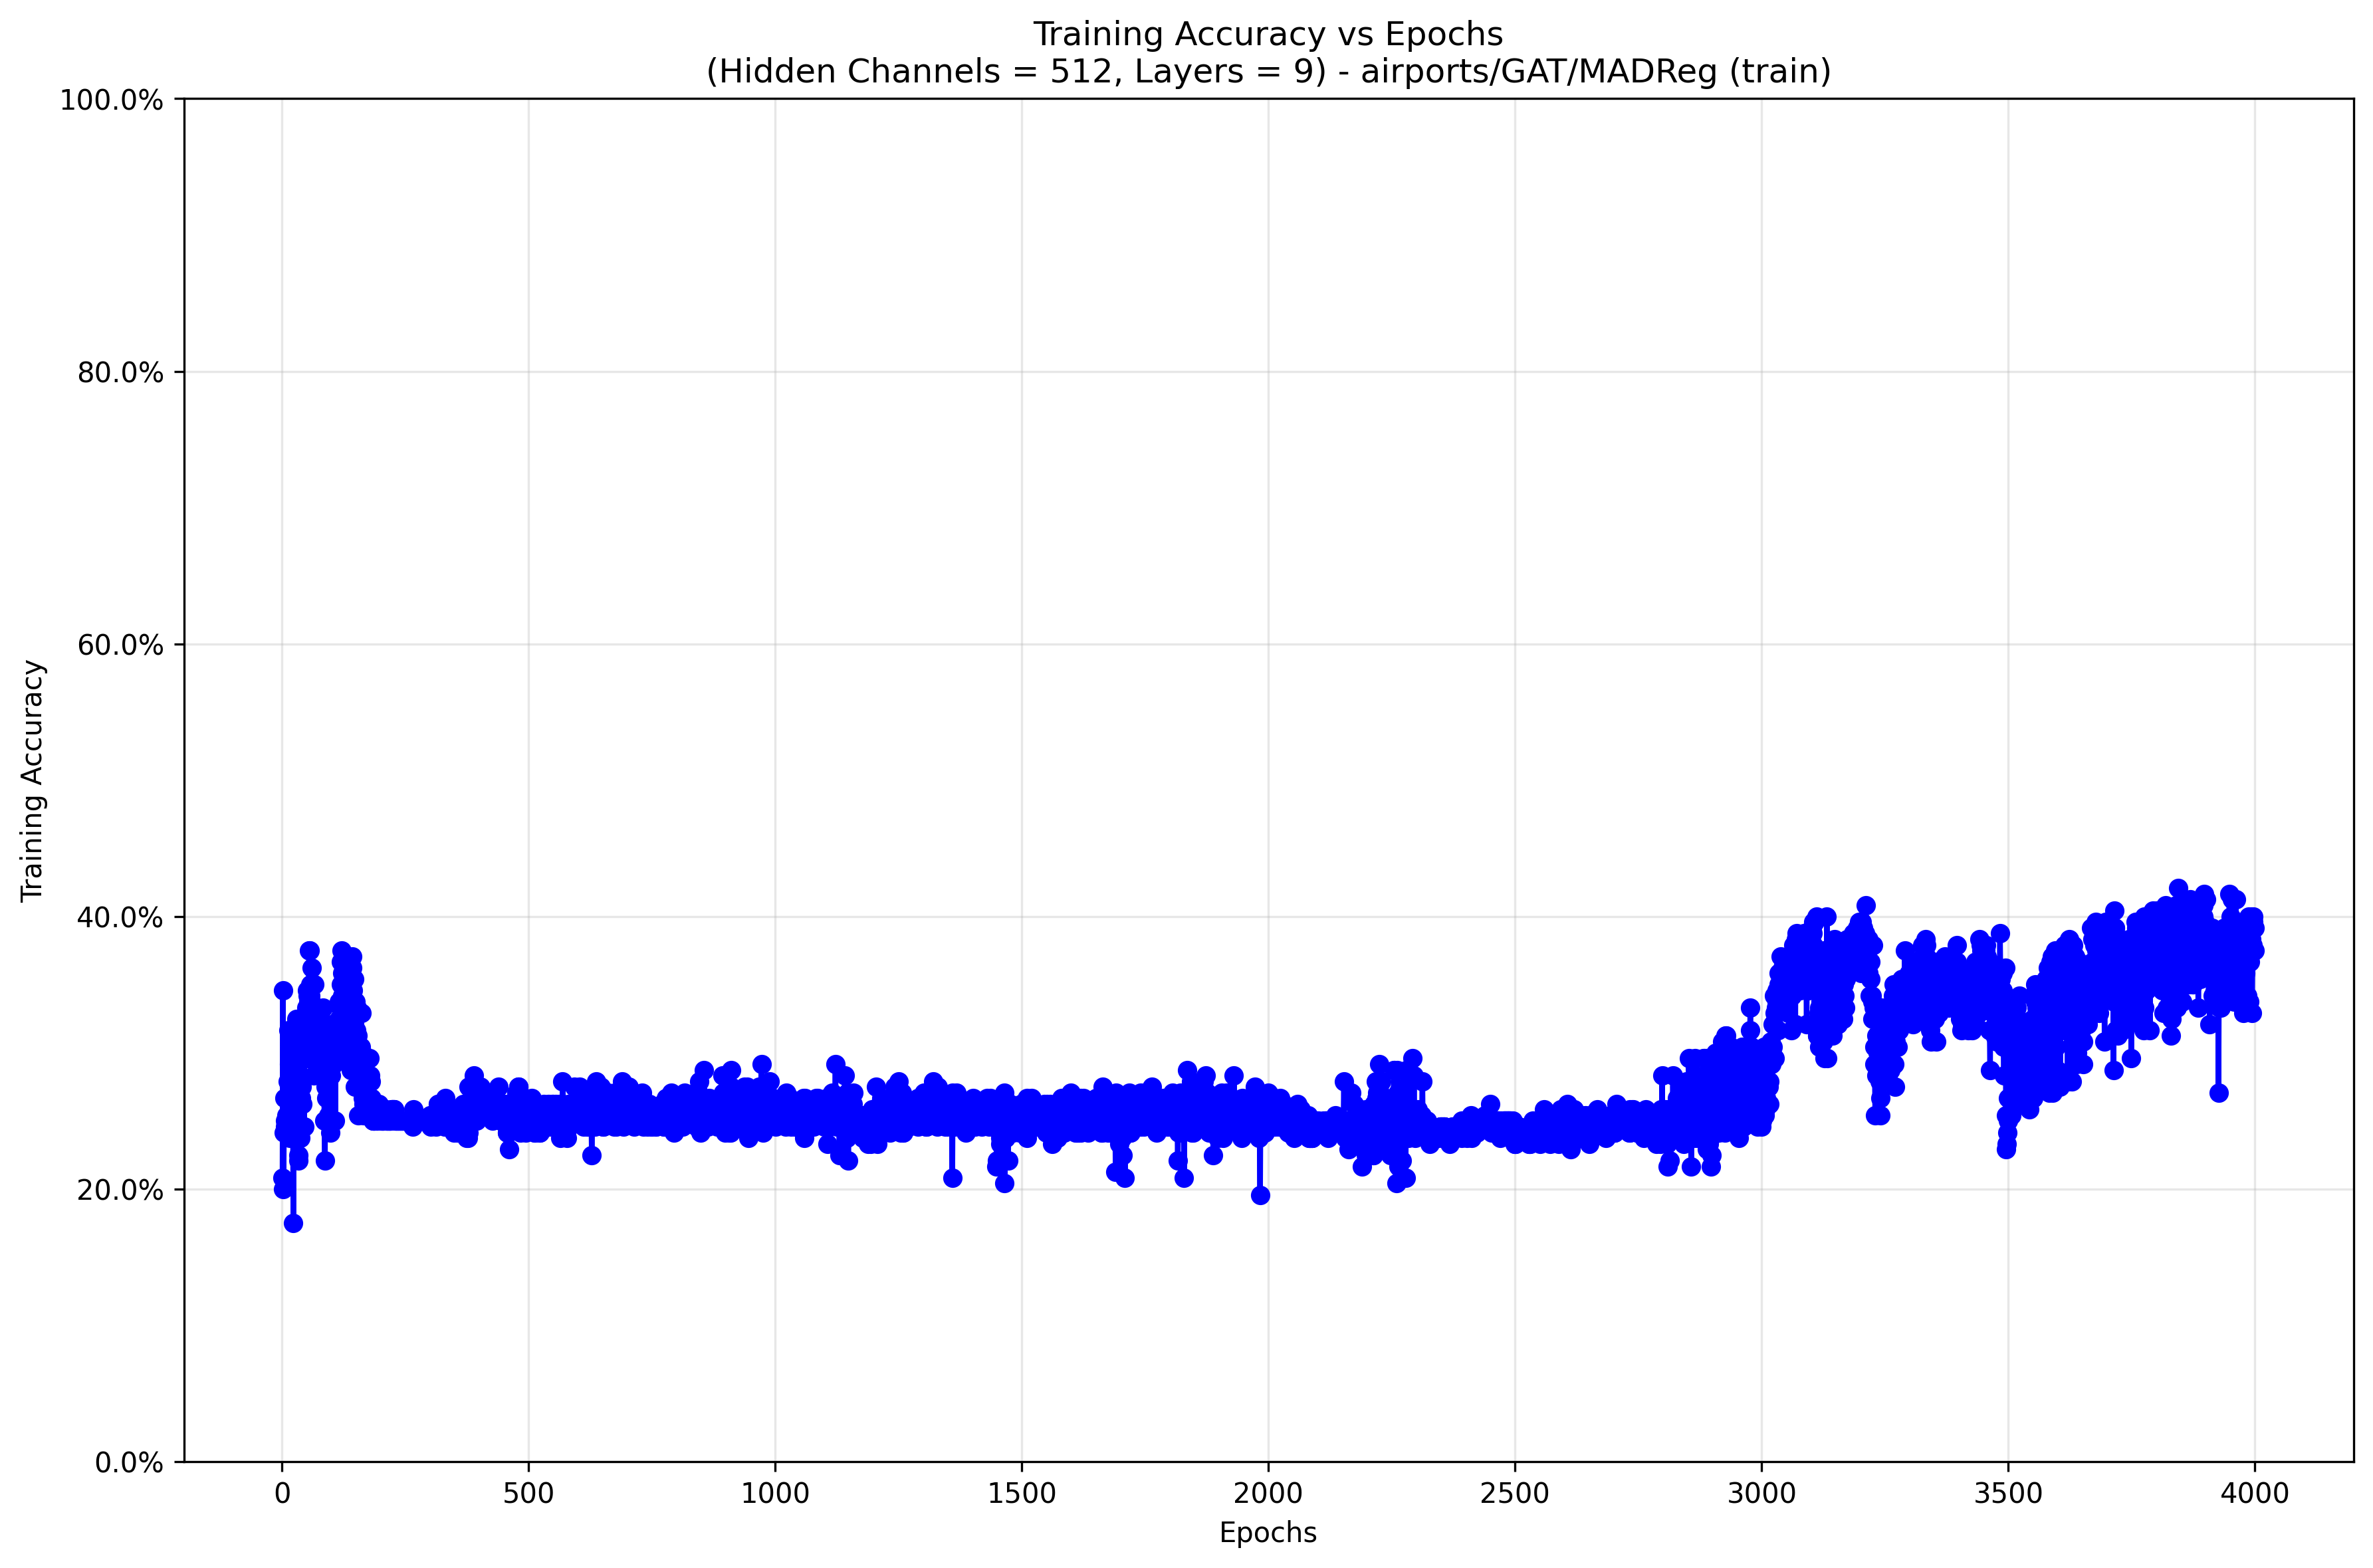 Training Accuracy vs Epochs
(Hidden Channels = 512, Layers = 9) - airports/GAT/MADReg (train)
100.0%
80.0%
60.0%
40.0%
20.0%
0.0%
Training Accuracy
0 500 1000 1500 2000 2500 3000 3500 4000
Epochs